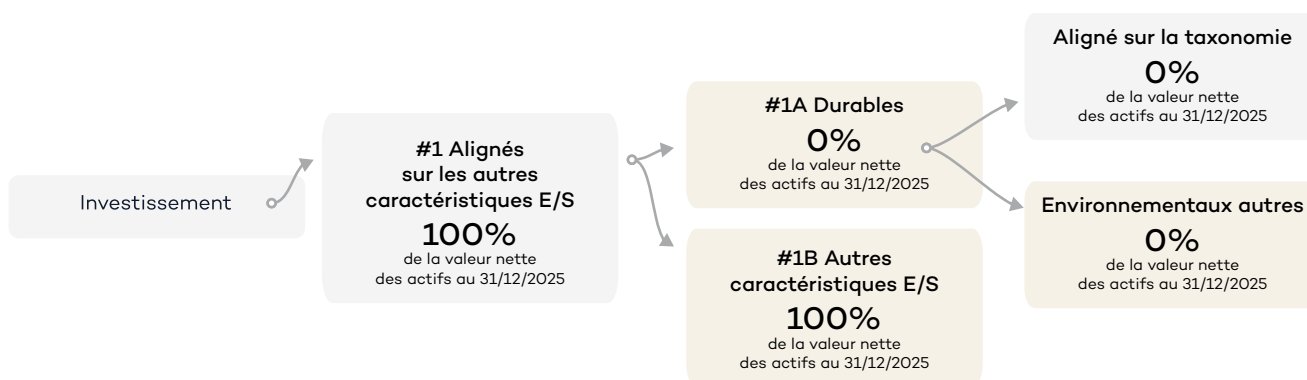 Investissement
#1 Alignés
sur les autres
caractéristiques E/S
100%
de la valeur nette
des actifs au 31/12/2025
#1A Durables
0%
de la valeur nette
des actifs au 31/12/2025
#1B Autres
caractéristiques E/S
100%
de la valeur nette
des actifs au 31/12/2025
Aligné sur la taxonomie
0%
de la valeur nette
des actifs au 31/12/2025
Environnementaux autres
0%
de la valeur nette
des actifs au 31/12/2025